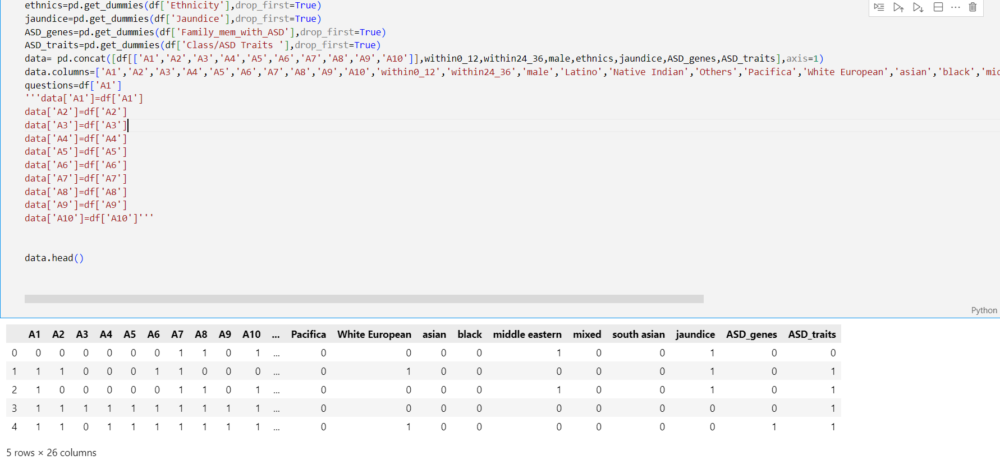 ethnics=pd.get_dummies(df['Ethnicity'],drop_first=True)
jaundice=pd.get_dummies(df['Jaundice'],drop_first=True)
ASD_genes=pd.get_dummies(df['Family_mem_with_ASD'],drop_first=True)
ASD_traits=pd.get_dummies(df['Class/ASD Traits '],drop_first=True)
data= pd.concat([df[['A1','A2','A3','A4','A5','A6','A7','A8','A9','A10']],within0_12,within24_36,male,ethnics,jaundice,ASD_genes,ASD_traits],axis=1)
data.columns=['A1','A2','A3','A4','A5','A6','A7','A8','A9','A10','within0_12','within24_36','male','Latino','Native Indian','Others','Pacifica','White European','asian','black','mid
questions=df['A1']
'''data['A1']=df['A1']
data['A2']=df['A2']
data['A3']=df['A3']
data['A4']=df['A4']
data['A5']=df['A5']
data['A6']=df['A6']
data['A7']=df['A7']
data['A8']=df['A8']
data['A9']=df['A9']
data['A10']=df['A10']'''
data.head()
Python
A1 A2 A3 A4 A5 A6 A7 A8 A9 A10 ... Pacifica White European asian black middle eastern mixed south asian jaundice ASD_genes ASD_traits
0 0 0 0 0 0 0 1 1 0 1 ... 0 0 0 0 1 0 0 1 0 0
1 1 1 0 0 0 1 1 0 0 0 ... 0 1 0 0 0 0 0 1 0 1
2 1 0 0 0 0 0 1 1 0 1 ... 0 0 0 0 1 0 0 1 0 1
3 1 1 1 1 1 1 1 1 1 1 ... 0 0 0 0 0 0 0 0 0 1
4 1 1 0 1 1 1 1 1 1 1 ... 0 1 0 0 0 0 0 0 1 1
5 rows × 26 columns